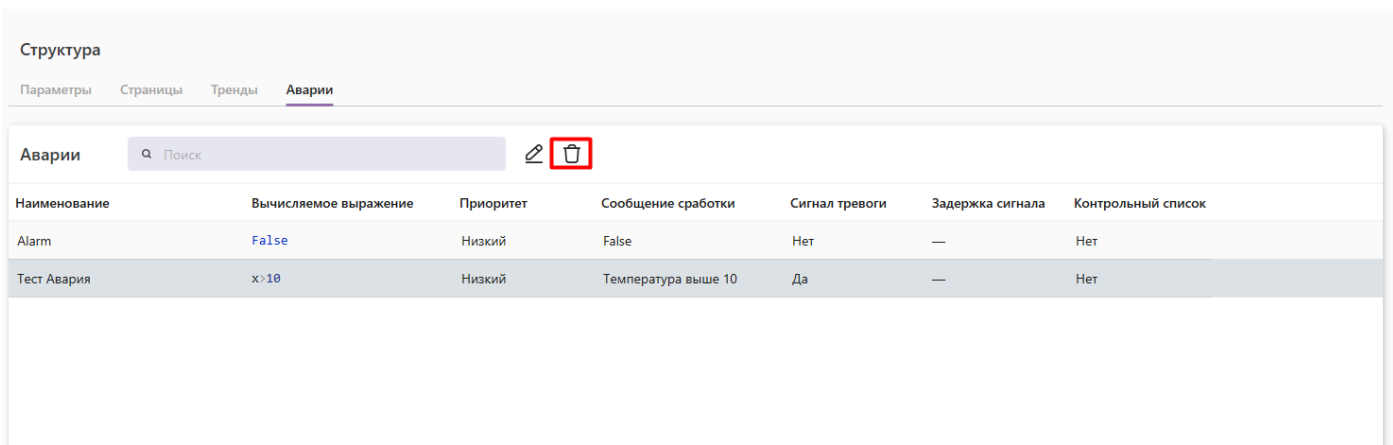 Структура
Параметры Страницы Тренды Аварии
Аварии Поиск
Наименование Вычисляемое выражение Приоритет Сообщение сработки Сигнал тревоги Задержка сигнала Контрольный список
Alarm False Низкий False Нет — Нет
Тест Авария x>10 Низкий Температура выше 10 Да — Нет